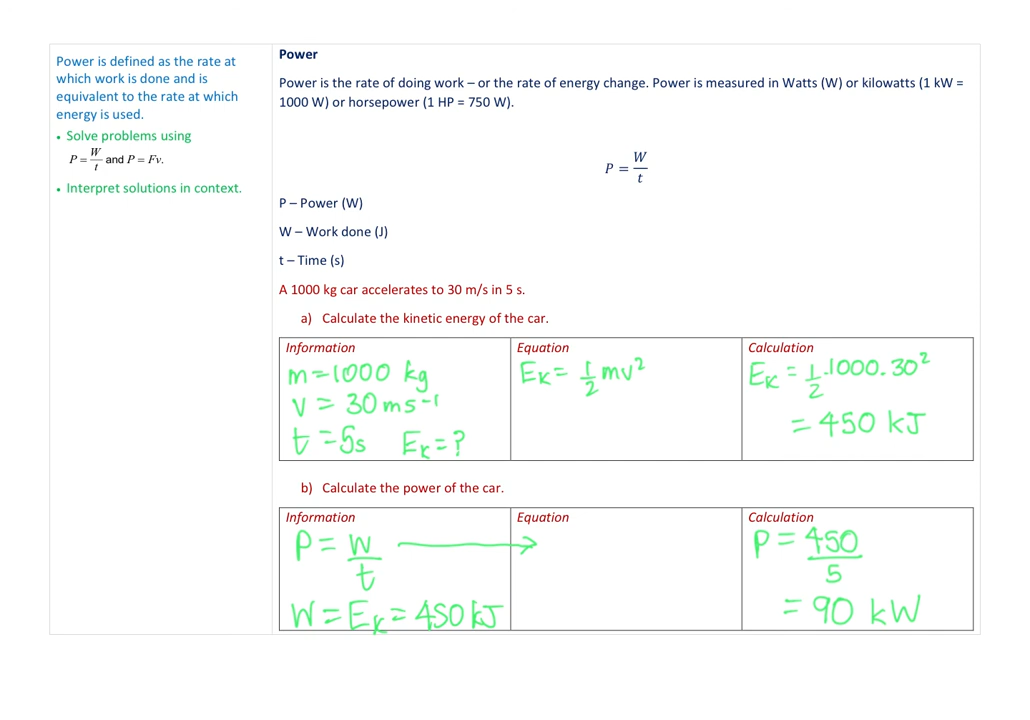 Power is defined as the rate at
which work is done and is
equivalent to the rate at which
energy is used.
• Solve problems using
P = W/t and P = Fv.
• Interpret solutions in context.
Power
Power is the rate of doing work – or the rate of energy change. Power is measured in Watts (W) or kilowatts (1 kW =
1000 W) or horsepower (1 HP = 750 W).
P = W/t
P – Power (W)
W – Work done (J)
t – Time (s)
A 1000 kg car accelerates to 30 m/s in 5 s.
a) Calculate the kinetic energy of the car.
Information
m=1000 kg
v = 30 ms⁻¹
t = 5s Eₖ = ?
Equation
Eₖ = 1/2 mv²
Calculation
Eₖ = 1/2 .1000.30²
= 450 kJ
b) Calculate the power of the car.
Information
P = W/t →
W = Eₖ = 450 kJ
Equation
Calculation
P = 450/5
= 90 kW